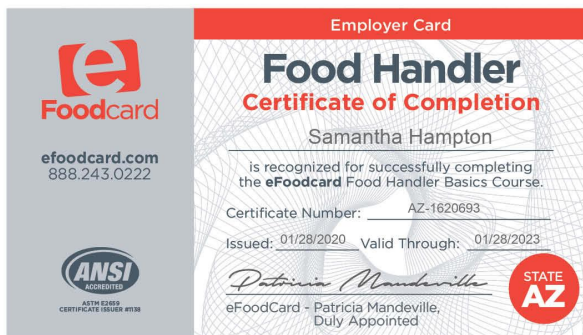 Employer Card
e
Foodcard
efoodcard.com
888.243.0222
ANSI
ACCREDITED
ASTM E2659
CERTIFICATE ISSUER #1138
Food Handler
Certificate of Completion
Samantha Hampton
is recognized for successfully completing
the eFoodcard Food Handler Basics Course.
Certificate Number: AZ-1620693
Issued: 01/28/2020 Valid Through: 01/28/2023
Patricia Mandeville
eFoodCard - Patricia Mandeville,
Duly Appointed
STATE
AZ